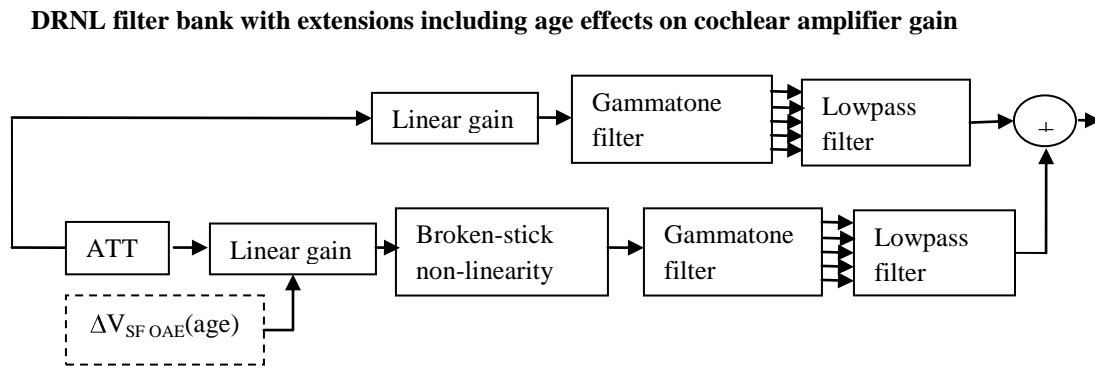 DRNL filter bank with extensions including age effects on cochlear amplifier gain
Linear gain
Gammatone
filter
Lowpass
filter
+
ATT
Linear gain
Broken-stick
non-linearity
Gammatone
filter
Lowpass
filter
ΔVSF OAE(age)